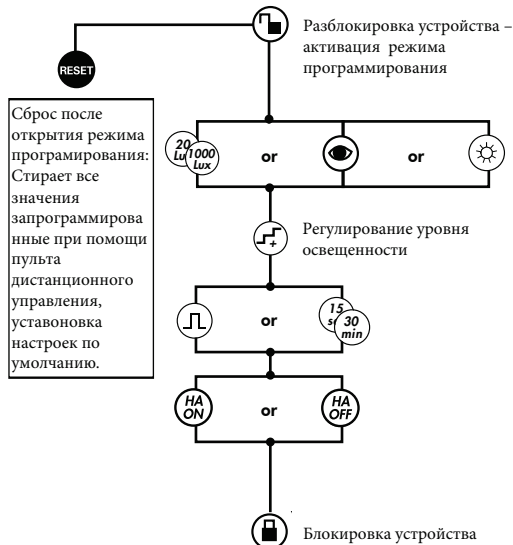 Разблокировка устройства –
активация режима
программирования
RESET
Сброс после
открытия режима
програмирования:
Стирает все
значения
запрограммирова
нные при помощи
пульта
дистанционного
управления,
уставоновка
настроек по
умолчанию.
20
Lu
1000
Lux
or
or
Регулирование уровня
освещенности
or
15
s
30
min
HA
ON
or
HA
OFF
Блокировка устройства